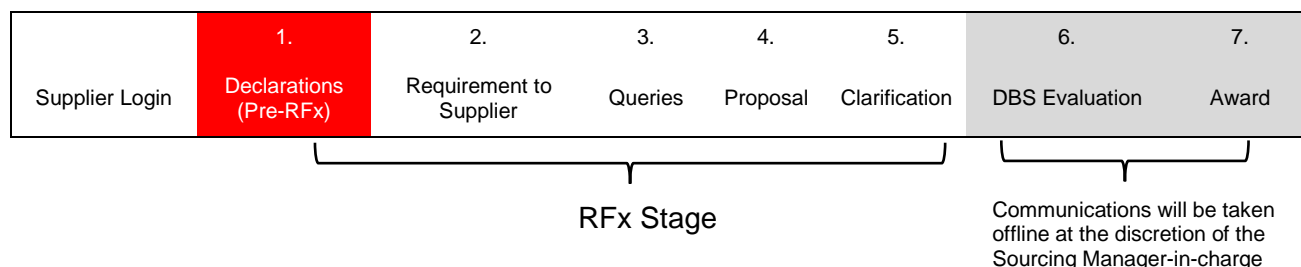 1.
2.
3.
4.
5.
6.
7.
Supplier Login
Declarations
(Pre-RFx)
Requirement to
Supplier
Queries
Proposal
Clarification
DBS Evaluation
Award
RFx Stage
Communications will be taken
offline at the discretion of the
Sourcing Manager-in-charge